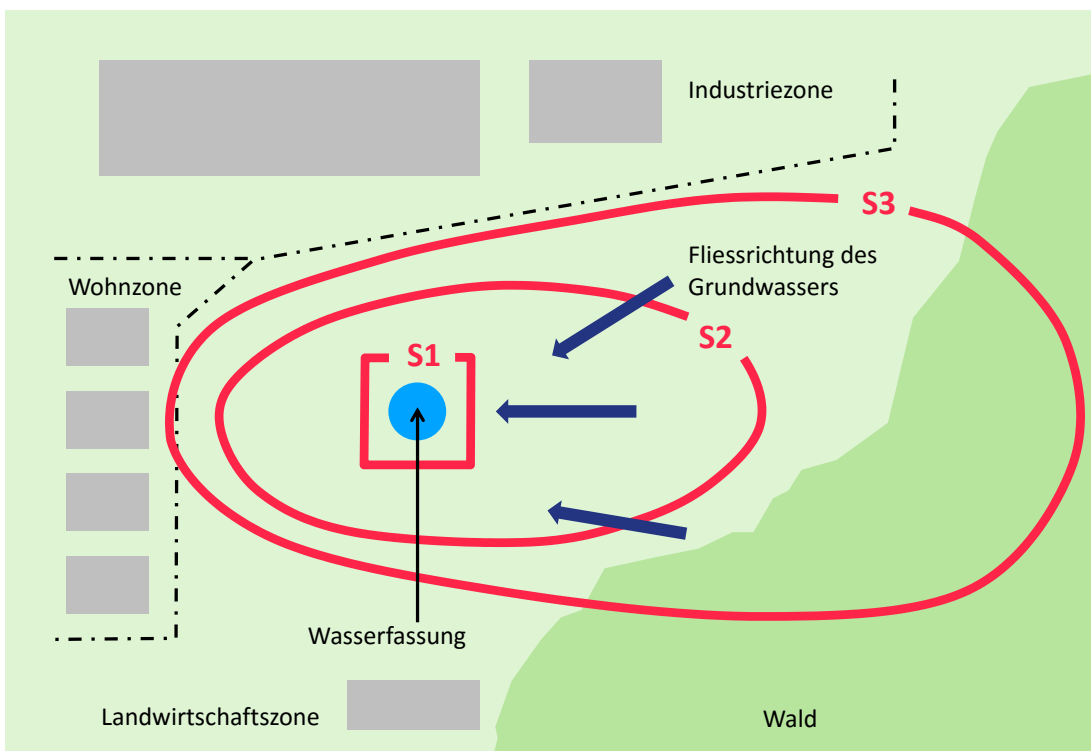 Industriezone
S3
Fliessrichtung des
Grundwassers
Wohnzone
S2
S1
Wasserfassung
Landwirtschaftszone
Wald